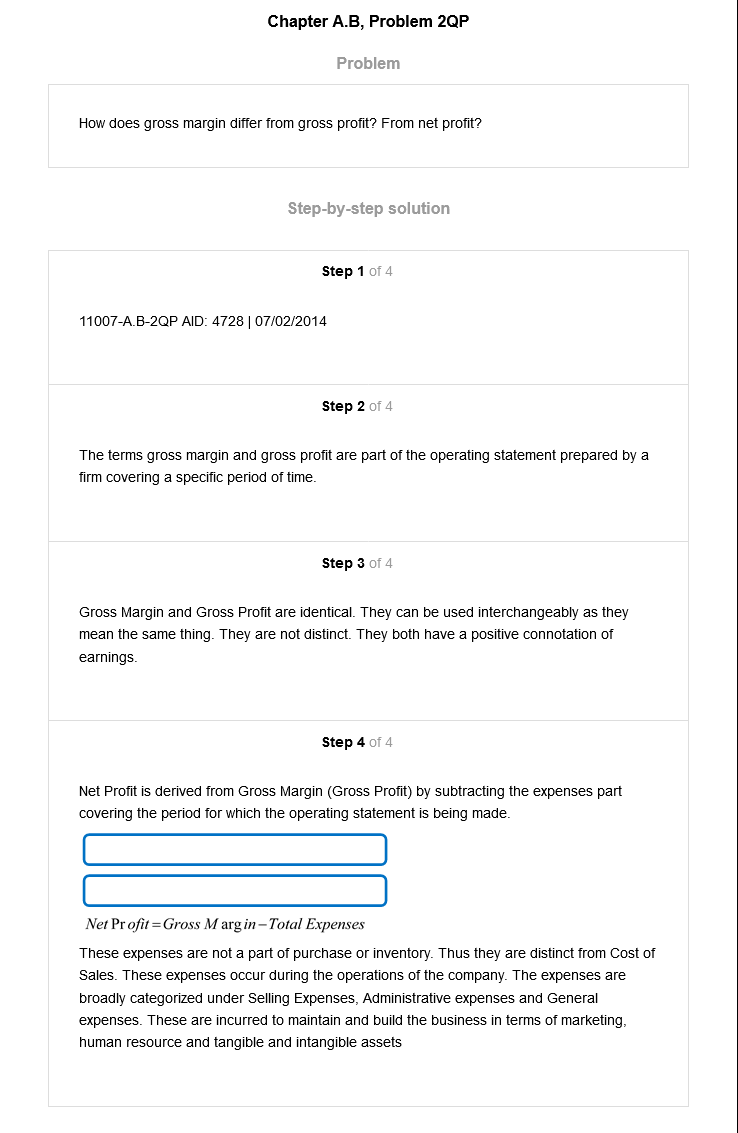 Chapter A.B, Problem 2QP
Problem
How does gross margin differ from gross profit? From net profit?
Step-by-step solution
Step 1 of 4
11007-A.B-2QP AID: 4728 | 07/02/2014
Step 2 of 4
The terms gross margin and gross profit are part of the operating statement prepared by a
firm covering a specific period of time.
Step 3 of 4
Gross Margin and Gross Profit are identical. They can be used interchangeably as they
mean the same thing. They are not distinct. They both have a positive connotation of
earnings.
Step 4 of 4
Net Profit is derived from Gross Margin (Gross Profit) by subtracting the expenses part
covering the period for which the operating statement is being made.
Net Profit = Gross Margin – Total Expenses
These expenses are not a part of purchase or inventory. Thus they are distinct from Cost of
Sales. These expenses occur during the operations of the company. The expenses are
broadly categorized under Selling Expenses, Administrative expenses and General
expenses. These are incurred to maintain and build the business in terms of marketing,
human resource and tangible and intangible assets